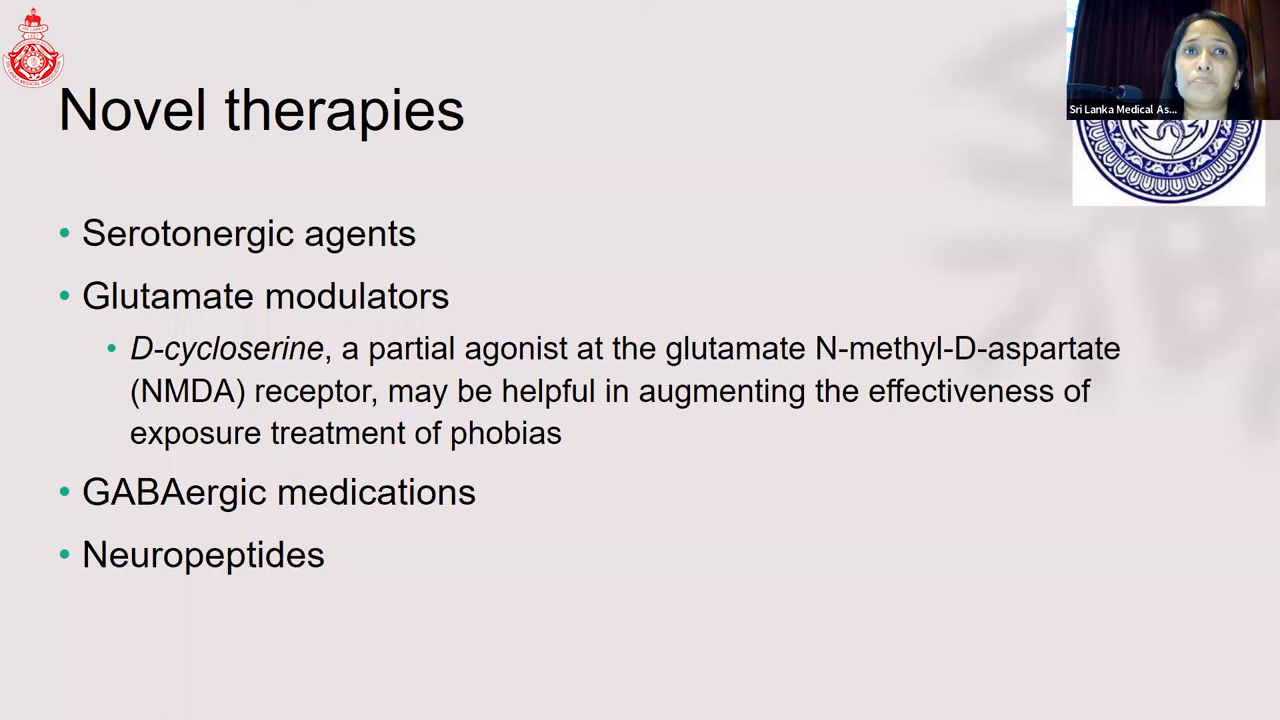 Novel therapies
Sri Lanka Medical As...
• Serotonergic agents
• Glutamate modulators
• D-cycloserine, a partial agonist at the glutamate N-methyl-D-aspartate
(NMDA) receptor, may be helpful in augmenting the effectiveness of
exposure treatment of phobias
• GABAergic medications
• Neuropeptides